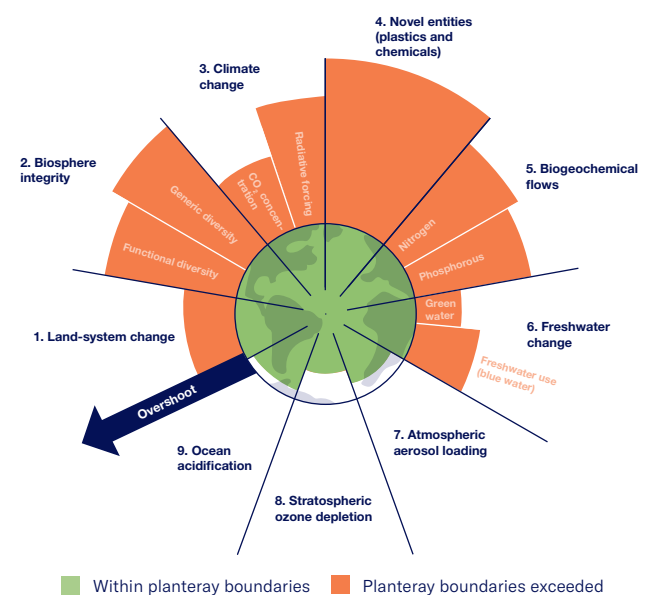 4. Novel entities
(plastics and
chemicals)
3. Climate
change
Radiative forcing
CO₂ concen-
tration
2. Biosphere
integrity
Generic diversity
Functional diversity
5. Biogeochemical
flows
Nitrogen
Phosphorous
Green
water
6. Freshwater
change
Freshwater use
(blue water)
1. Land-system change
Overshoot
7. Atmospheric
aerosol loading
9. Ocean
acidification
8. Stratospheric
ozone depletion
Within planteray boundaries
Planteray boundaries exceeded